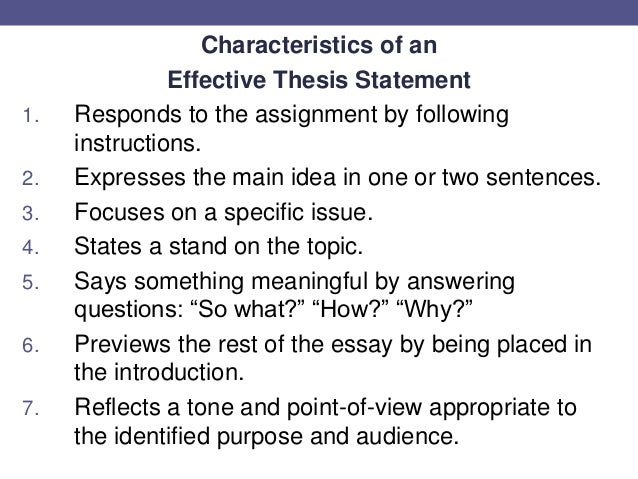 Characteristics of an
Effective Thesis Statement
1. Responds to the assignment by following
instructions.
2. Expresses the main idea in one or two sentences.
3. Focuses on a specific issue.
4. States a stand on the topic.
5. Says something meaningful by answering
questions: “So what?” “How?” “Why?”
6. Previews the rest of the essay by being placed in
the introduction.
7. Reflects a tone and point-of-view appropriate to
the identified purpose and audience.